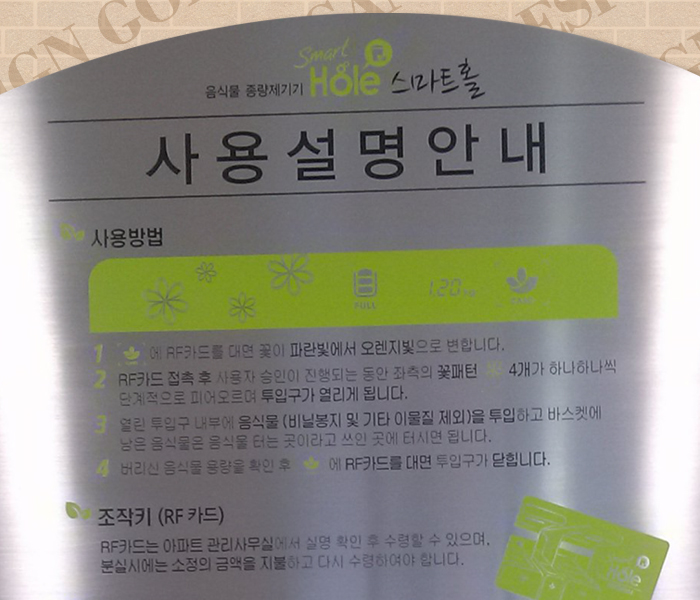 Smart
Hole
음식물 종량제기기
스마트홀
사용설명안내
사용방법
FULL
1.20 kg
1 에 RF카드를 대면 꽃이 파란빛에서 오렌지빛으로 변합니다.
2 RF카드 접촉 후 사용자 승인이 진행되는 동안 좌측의 꽃패턴 4개가 하나하나씩
단계적으로 피어오르며 투입구가 열리게 됩니다.
3 열린 투입구 내부에 음식물 (비닐봉지 및 기타 이물질 제외)을 투입하고 바스켓에
남은 음식물은 음식물 터는 곳이라고 쓰인 곳에 터시면 됩니다.
4 버리신 음식물 용량을 확인 후 에 RF카드를 대면 투입구가 닫힙니다.
조작키 (RF 카드)
RF카드는 아파트 관리사무실에서 실명 확인 후 수령할 수 있으며,
분실시에는 소정의 금액을 지불하고 다시 수령하여야 합니다.
Hole